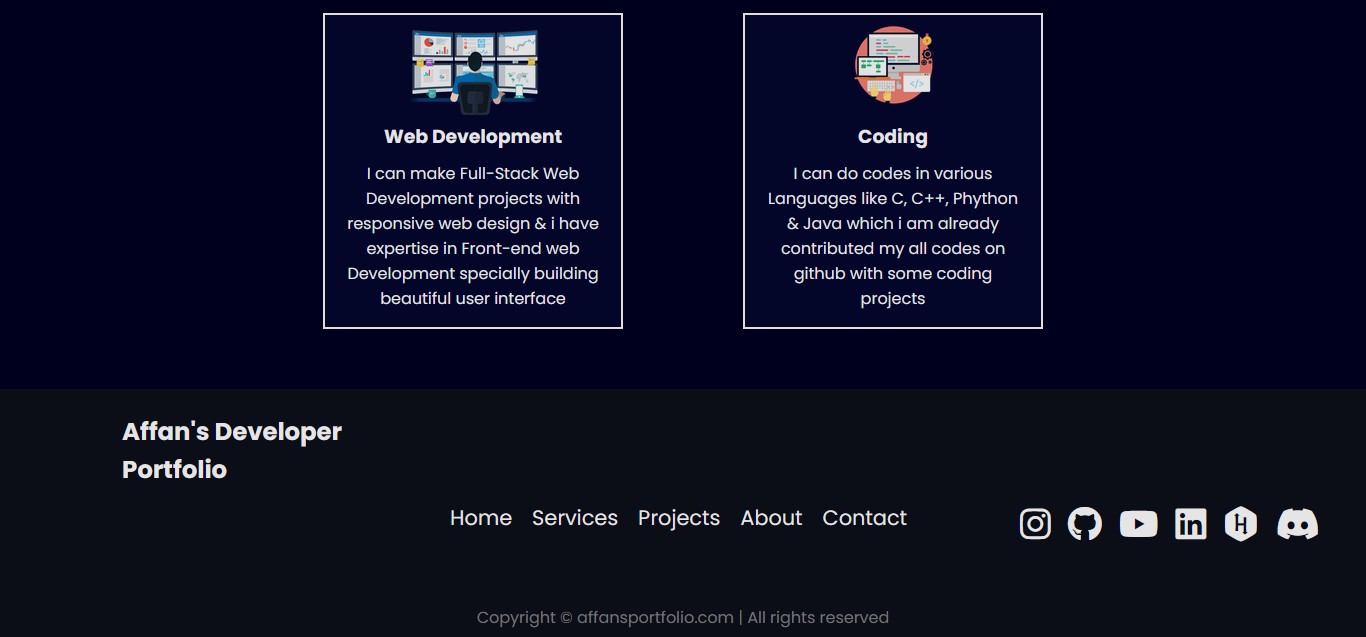 Web Development
I can make Full-Stack Web
Development projects with
responsive web design & i have
expertise in Front-end web
Development specially building
beautiful user interface
Coding
I can do codes in various
Languages like C, C++, Phython
& Java which i am already
contributed my all codes on
github with some coding
projects
Affan's Developer
Portfolio
Home Services Projects About Contact
Copyright © affansportfolio.com | All rights reserved